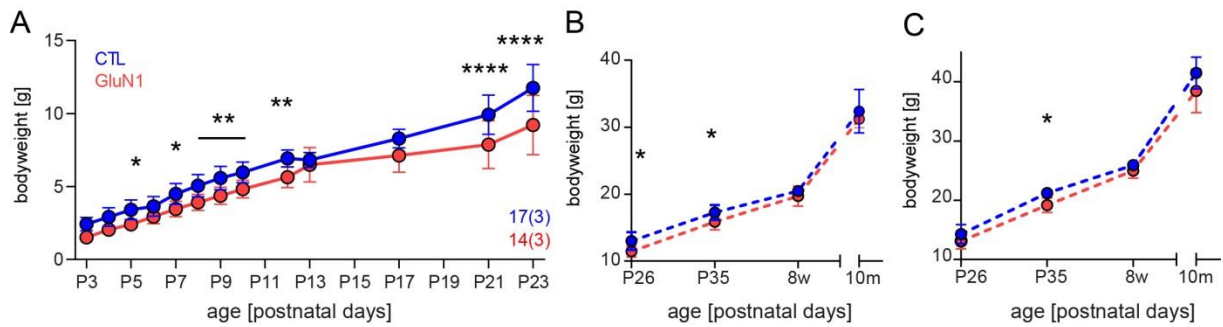 A
CTL
GluN1
bodyweight [g]
15
10
5
0
* * ** ** **** ****
17(3)
14(3)
P3 P5 P7 P9 P11 P13 P15 P17 P19 P21 P23
age [postnatal days]
B
bodyweight [g]
40
30
20
10
* *
P26 P35 8w 10m
age [postnatal days]
C
bodyweight [g]
40
30
20
10
*
P26 P35 8w 10m
age [postnatal days]